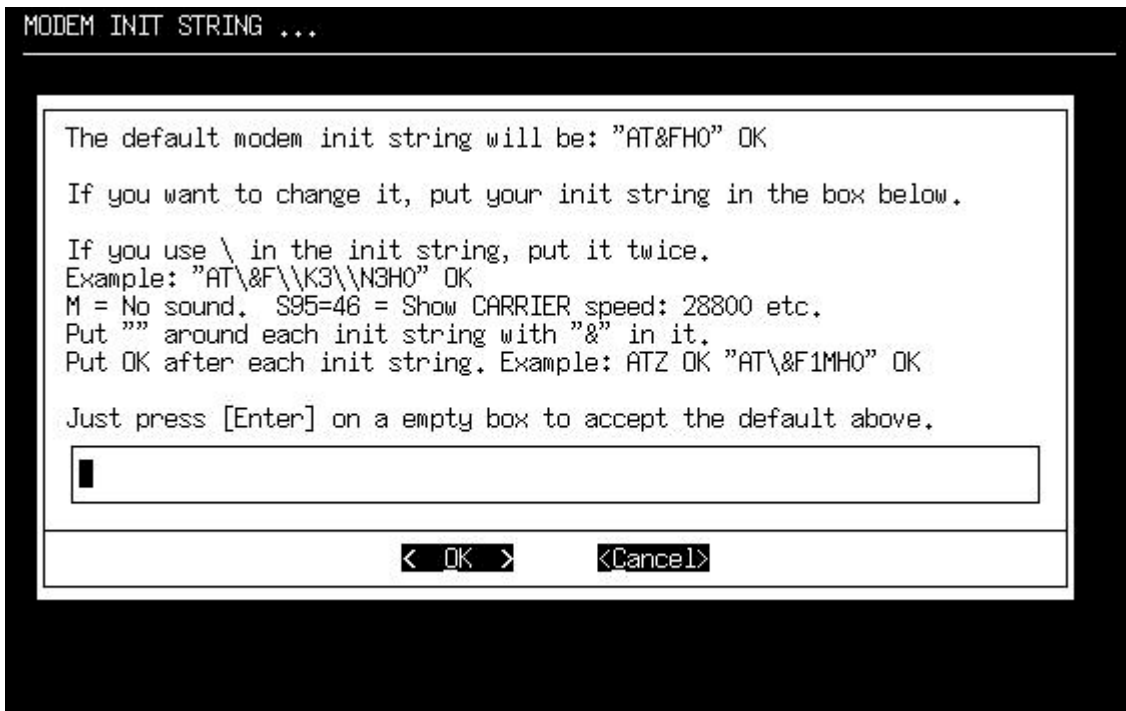 MODEM INIT STRING ...
The default modem init string will be: "AT&FH0" OK
If you want to change it, put your init string in the box below.
If you use \ in the init string, put it twice.
Example: "AT\&F\\K3\\N3H0" OK
M = No sound. S95=46 = Show CARRIER speed: 28800 etc.
Put "" around each init string with "&" in it.
Put OK after each init string. Example: ATZ OK "AT\&F1MH0" OK
Just press [Enter] on a empty box to accept the default above.
< OK > <Cancel>